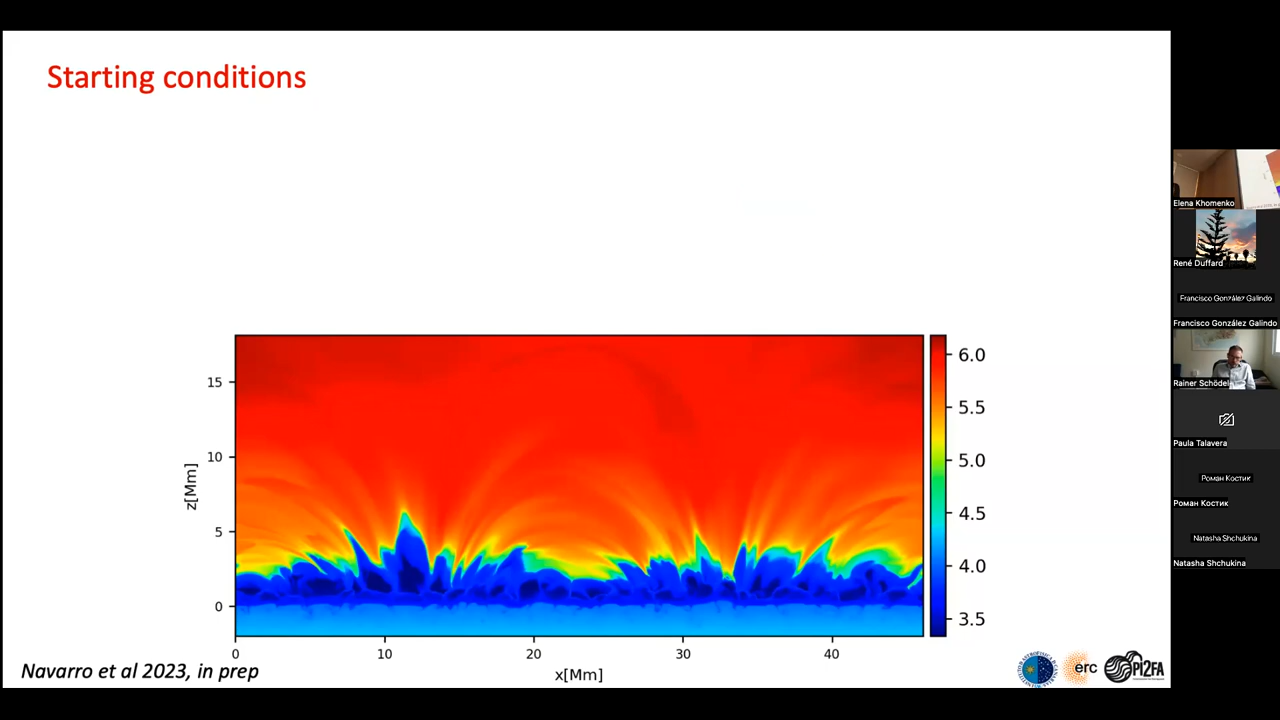 Starting conditions
15
10
5
0
z[Mm]
0
10
20
30
40
x[Mm]
6.0
5.5
5.0
4.5
4.0
3.5
Navarro et al 2023, in prep
erc
PI2FA
Elena Khomenko
René Duffard
Francisco González Galindo
Francisco González Galindo
Rainer Schödel
Paula Talavera
Роман Костик
Роман Костик
Natasha Shchukina
Natasha Shchukina